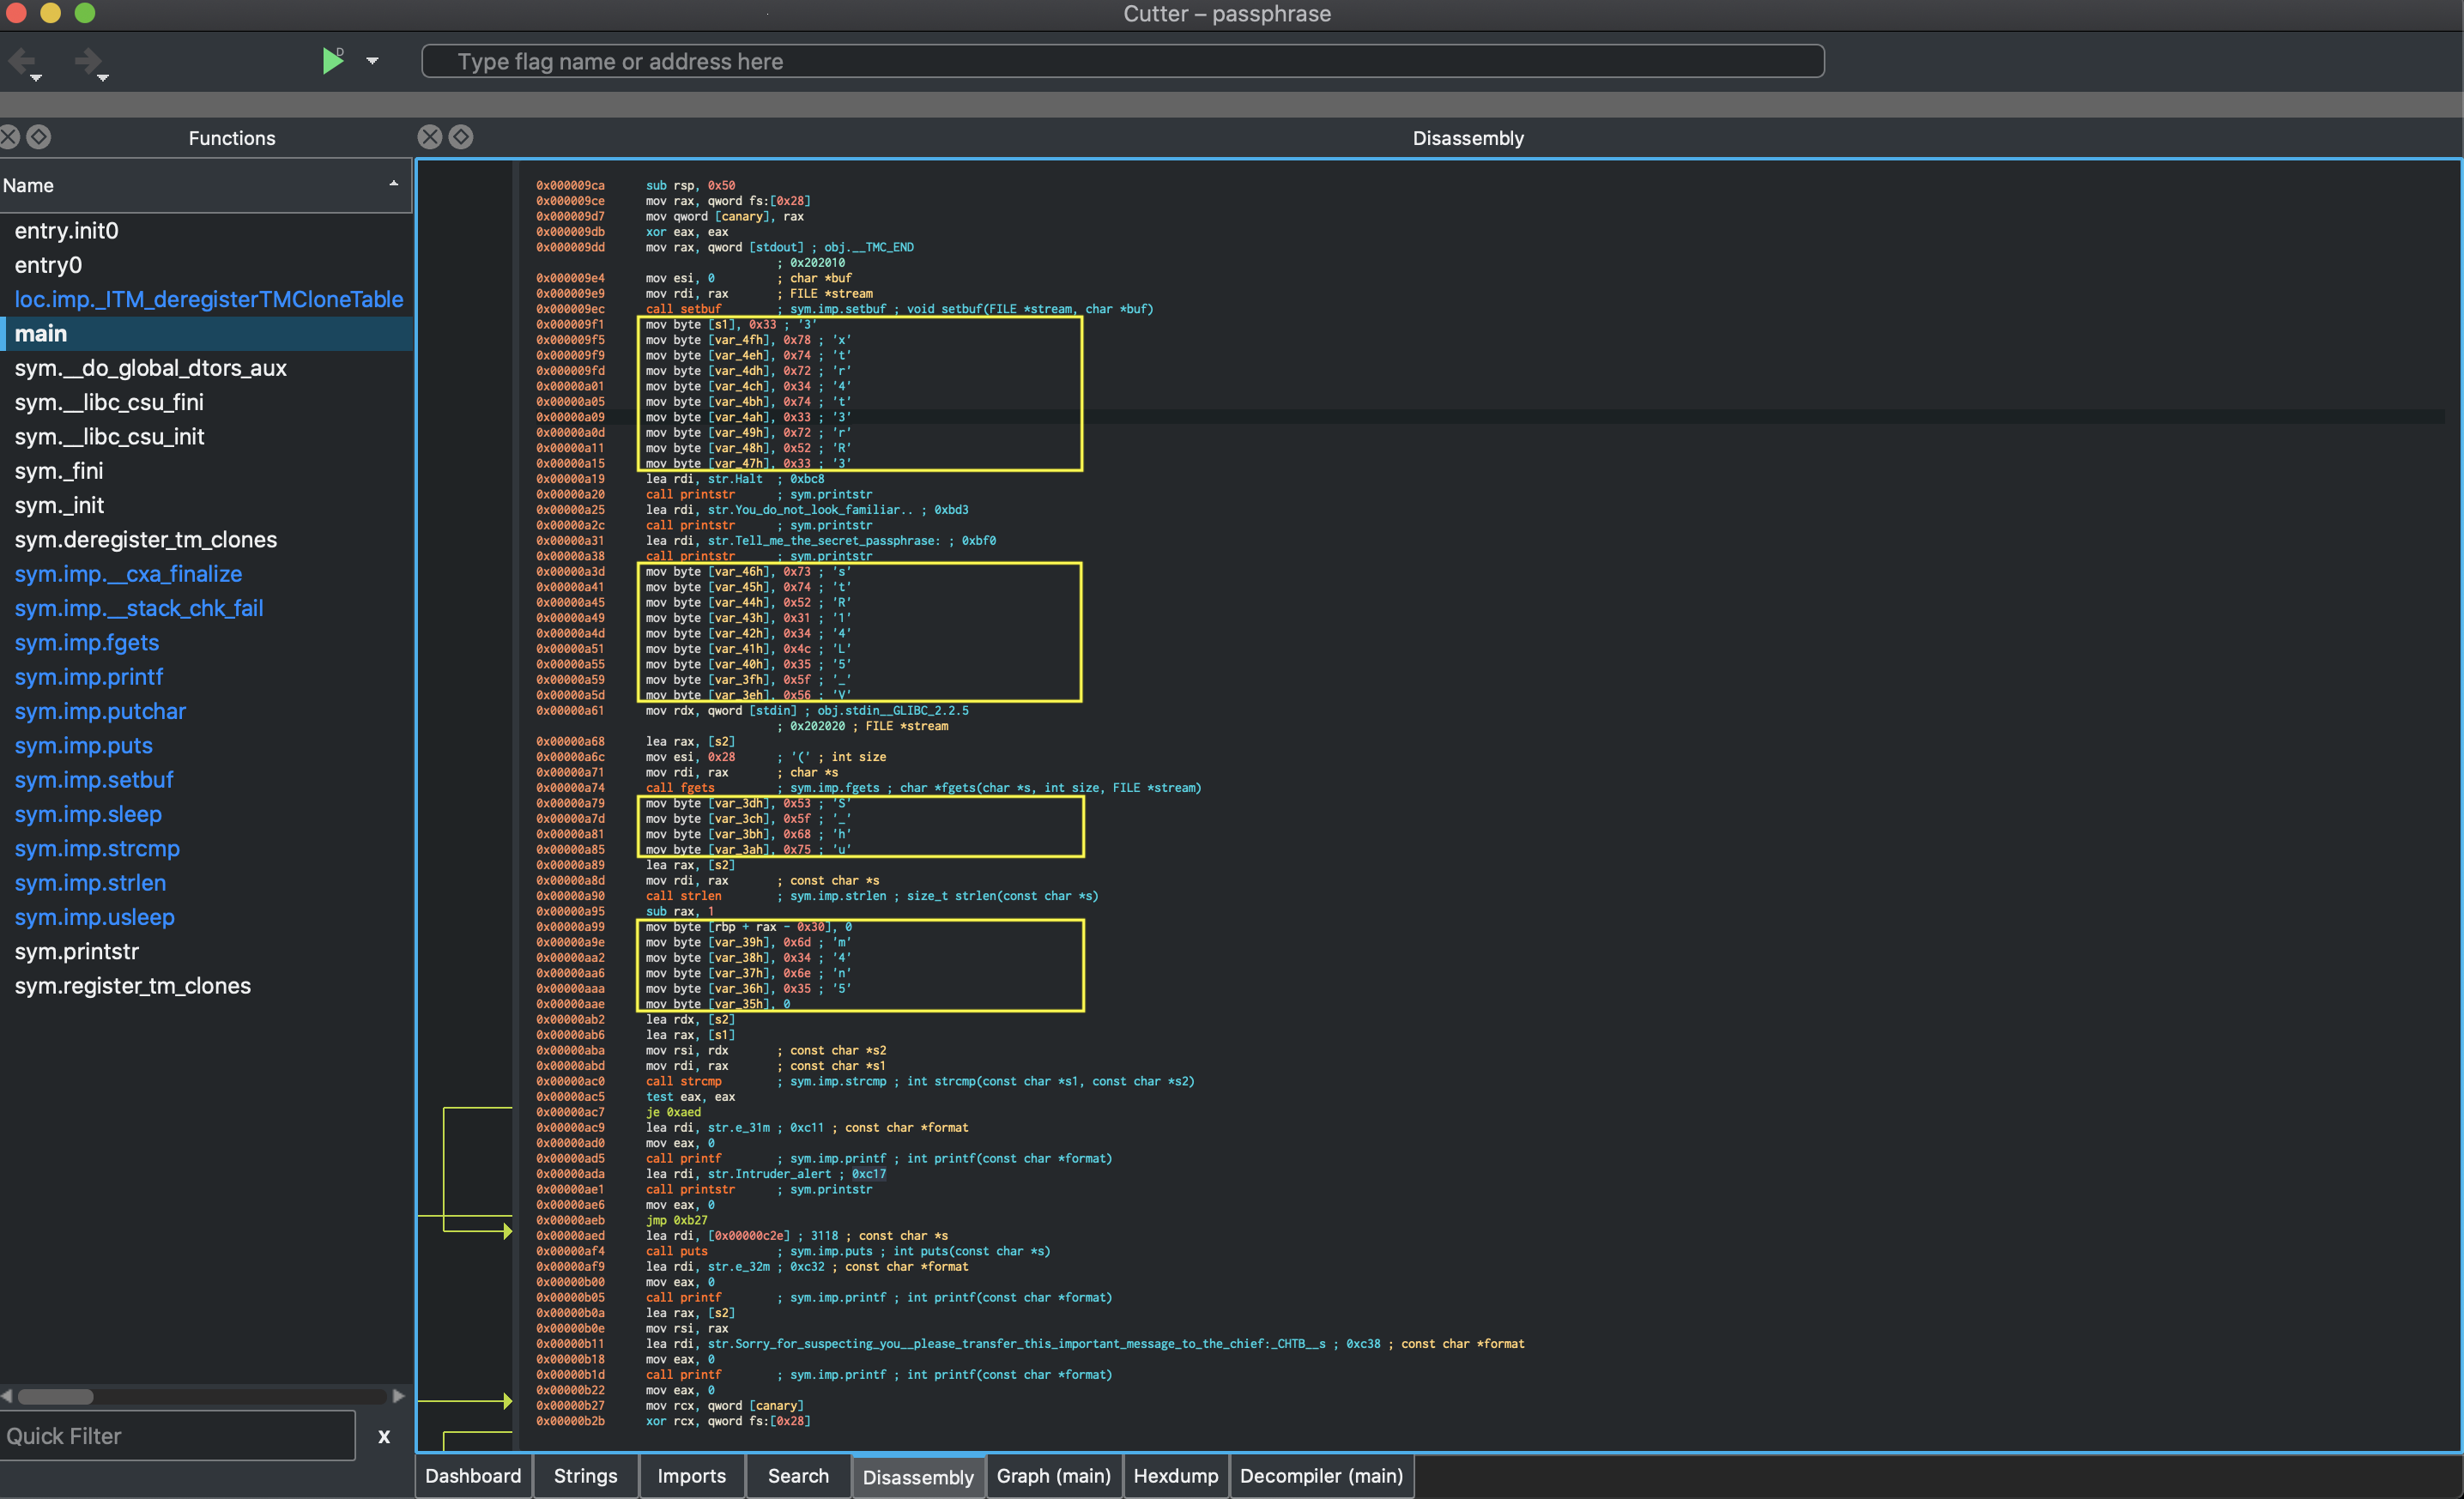 Cutter – passphrase
D
Type flag name or address here
Functions
Disassembly
Name
entry.init0
entry0
loc.imp._ITM_deregisterTMCloneTable
main
sym.__do_global_dtors_aux
sym.__libc_csu_fini
sym.__libc_csu_init
sym._fini
sym._init
sym.deregister_tm_clones
sym.imp.__cxa_finalize
sym.imp.__stack_chk_fail
sym.imp.fgets
sym.imp.printf
sym.imp.putchar
sym.imp.puts
sym.imp.setbuf
sym.imp.sleep
sym.imp.strcmp
sym.imp.strlen
sym.imp.usleep
sym.printstr
sym.register_tm_clones
Quick Filter
X
0x000009ca sub rsp, 0x50
0x000009ce mov rax, qword fs:[0x28]
0x000009d7 mov qword [canary], rax
0x000009db xor eax, eax
0x000009dd mov rax, qword [stdout] ; obj.__TMC_END
; 0x202010
0x000009e4 mov esi, 0 ; char *buf
0x000009e9 mov rdi, rax ; FILE *stream
0x000009ec call setbuf ; sym.imp.setbuf ; void setbuf(FILE *stream, char *buf)
0x000009f1 mov byte [s1], 0x33 ; '3'
0x000009f5 mov byte [var_4fh], 0x78 ; 'x'
0x000009f9 mov byte [var_4eh], 0x74 ; 't'
0x000009fd mov byte [var_4dh], 0x72 ; 'r'
0x00000a01 mov byte [var_4ch], 0x34 ; '4'
0x00000a05 mov byte [var_4bh], 0x74 ; 't'
0x00000a09 mov byte [var_4ah], 0x33 ; '3'
0x00000a0d mov byte [var_49h], 0x72 ; 'r'
0x00000a11 mov byte [var_48h], 0x52 ; 'R'
0x00000a15 mov byte [var_47h], 0x33 ; '3'
0x00000a19 lea rdi, str.Halt ; 0xbc8
0x00000a20 call printstr ; sym.printstr
0x00000a25 lea rdi, str.You_do_not_look_familiar.. ; 0xbd3
0x00000a2c call printstr ; sym.printstr
0x00000a31 lea rdi, str.Tell_me_the_secret_passphrase: ; 0xbf0
0x00000a38 call printstr ; sym.printstr
0x00000a3d mov byte [var_46h], 0x73 ; 's'
0x00000a41 mov byte [var_45h], 0x74 ; 't'
0x00000a45 mov byte [var_44h], 0x52 ; 'R'
0x00000a49 mov byte [var_43h], 0x31 ; '1'
0x00000a4d mov byte [var_42h], 0x34 ; '4'
0x00000a51 mov byte [var_41h], 0x4c ; 'L'
0x00000a55 mov byte [var_40h], 0x35 ; '5'
0x00000a59 mov byte [var_3fh], 0x5f ; '_'
0x00000a5d mov byte [var_3eh], 0x56 ; 'V'
0x00000a61 mov rdx, qword [stdin] ; obj.stdin__GLIBC_2.2.5
; 0x202020 ; FILE *stream
0x00000a68 lea rax, [s2]
0x00000a6c mov esi, 0x28 ; '(' ; int size
0x00000a71 mov rdi, rax ; char *s
0x00000a74 call fgets ; sym.imp.fgets ; char *fgets(char *s, int size, FILE *stream)
0x00000a79 mov byte [var_3dh], 0x53 ; 'S'
0x00000a7d mov byte [var_3ch], 0x5f ; '_'
0x00000a81 mov byte [var_3bh], 0x68 ; 'h'
0x00000a85 mov byte [var_3ah], 0x75 ; 'u'
0x00000a89 lea rax, [s2]
0x00000a8d mov rdi, rax ; const char *s
0x00000a90 call strlen ; sym.imp.strlen ; size_t strlen(const char *s)
0x00000a95 sub rax, 1
0x00000a99 mov byte [rbp + rax - 0x30], 0
0x00000a9e mov byte [var_39h], 0x6d ; 'm'
0x00000aa2 mov byte [var_38h], 0x34 ; '4'
0x00000aa6 mov byte [var_37h], 0x6e ; 'n'
0x00000aaa mov byte [var_36h], 0x35 ; '5'
0x00000aae mov byte [var_35h], 0
0x00000ab2 lea rdx, [s2]
0x00000ab6 lea rax, [s1]
0x00000aba mov rsi, rdx ; const char *s2
0x00000abd mov rdi, rax ; const char *s1
0x00000ac0 call strcmp ; sym.imp.strcmp ; int strcmp(const char *s1, const char *s2)
0x00000ac5 test eax, eax
0x00000ac7 je 0xaed
0x00000ac9 lea rdi, str.e_31m ; 0xc11 ; const char *format
0x00000ad0 mov eax, 0
0x00000ad5 call printf ; sym.imp.printf ; int printf(const char *format)
0x00000ada lea rdi, str.Intruder_alert ; 0xc17
0x00000ae1 call printstr ; sym.printstr
0x00000ae6 mov eax, 0
0x00000aeb jmp 0xb27
0x00000aed lea rdi, [0x00000c2e] ; 3118 ; const char *s
0x00000af4 call puts ; sym.imp.puts ; int puts(const char *s)
0x00000af9 lea rdi, str.e_32m ; 0xc32 ; const char *format
0x00000b00 mov eax, 0
0x00000b05 call printf ; sym.imp.printf ; int printf(const char *format)
0x00000b0a lea rax, [s2]
0x00000b0e mov rsi, rax
0x00000b11 lea rdi, str.Sorry_for_suspecting_you__please_transfer_this_important_message_to_the_chief:_CHTB__s ; 0xc38 ; const char *format
0x00000b18 mov eax, 0
0x00000b1d call printf ; sym.imp.printf ; int printf(const char *format)
0x00000b22 mov eax, 0
0x00000b27 mov rcx, qword [canary]
0x00000b2b xor rcx, qword fs:[0x28]
Dashboard
Strings
Imports
Search
Disassembly
Graph (main)
Hexdump
Decompiler (main)